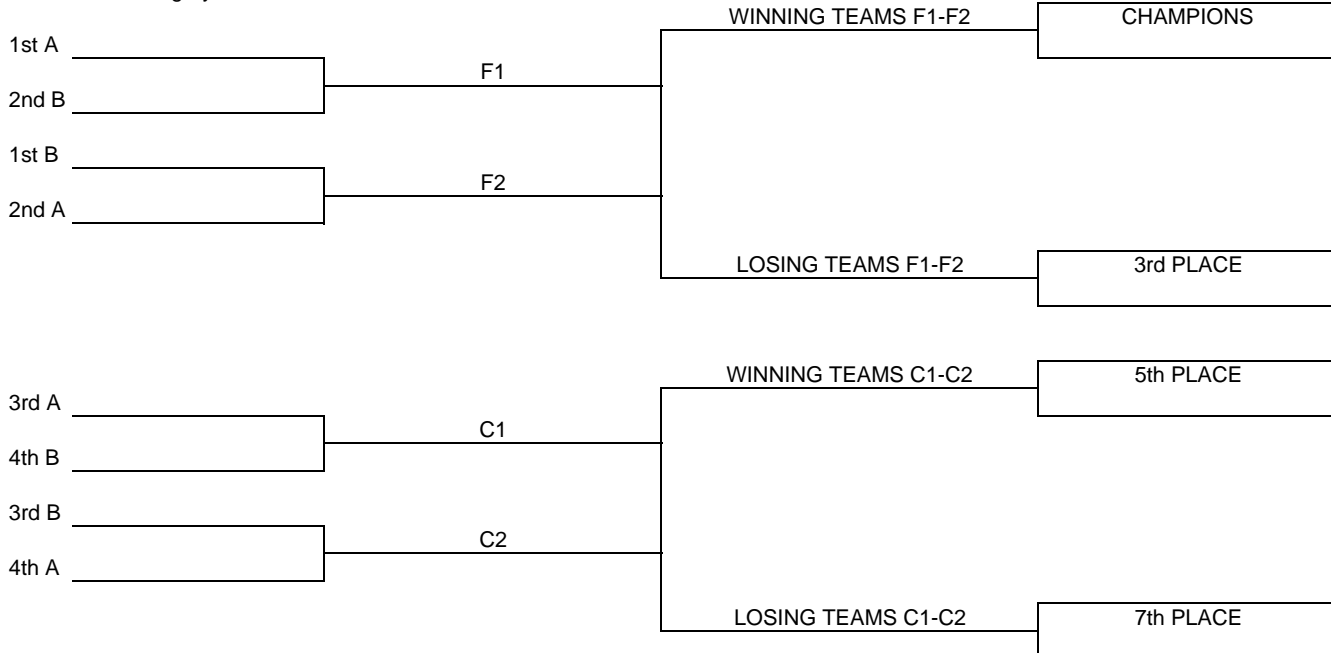 WINNING TEAMS F1-F2
CHAMPIONS
1st A
F1
2nd B
1st B
F2
2nd A
LOSING TEAMS F1-F2
3rd PLACE
WINNING TEAMS C1-C2
5th PLACE
3rd A
C1
4th B
3rd B
C2
4th A
LOSING TEAMS C1-C2
7th PLACE